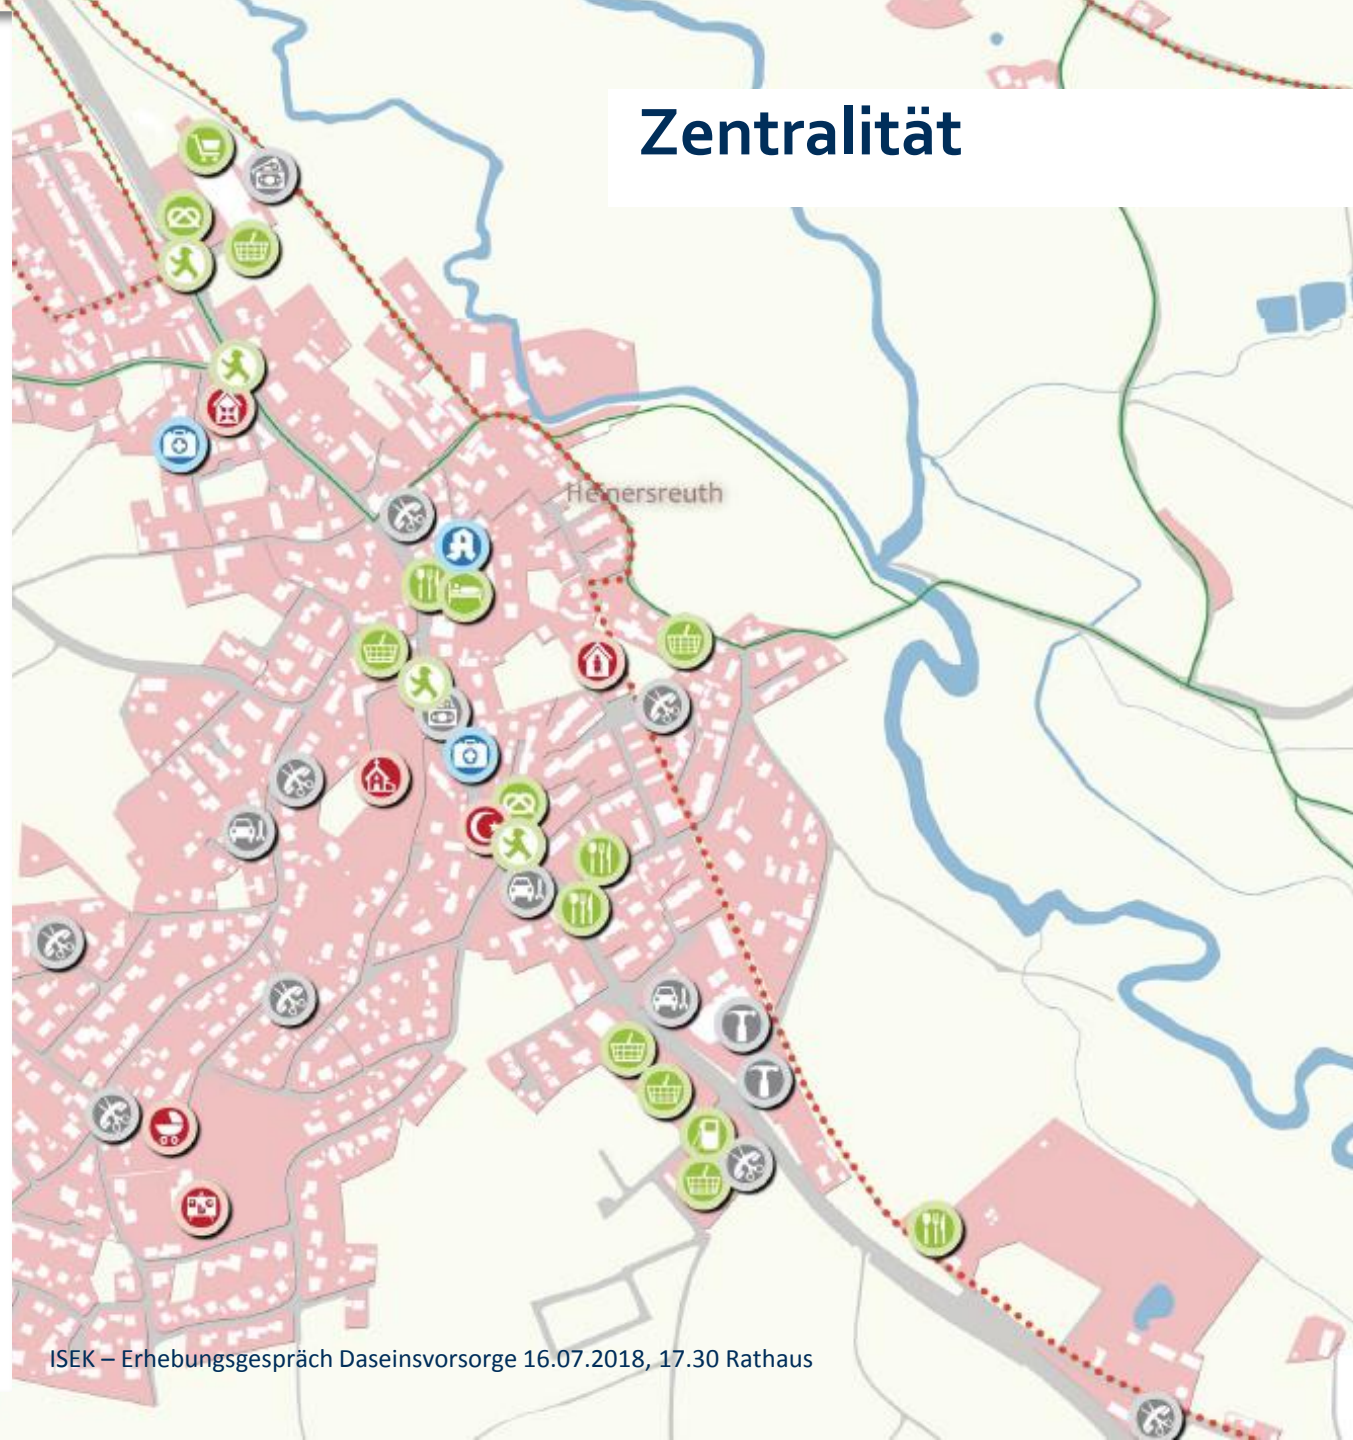 Zentralität
Heinersreuth
ISEK – Erhebungsgespräch Daseinsvorsorge 16.07.2018, 17.30 Rathaus